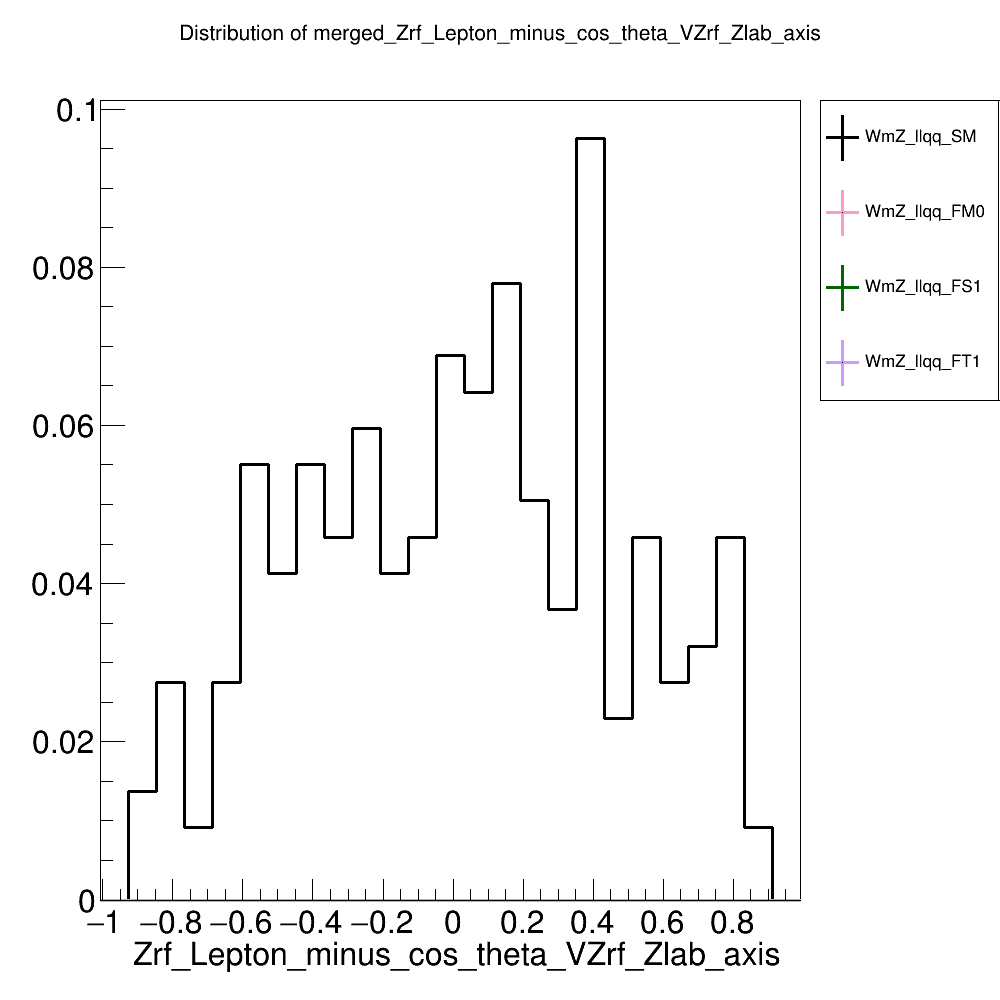 Distribution of merged_Zrf_Lepton_minus_cos_theta_VZrf_Zlab_axis
0.1
0.08
0.06
0.04
0.02
0
−1 −0.8 −0.6 −0.4 −0.2 0 0.2 0.4 0.6 0.8
Zrf_Lepton_minus_cos_theta_VZrf_Zlab_axis
WmZ_llqq_SM
WmZ_llqq_FM0
WmZ_llqq_FS1
WmZ_llqq_FT1